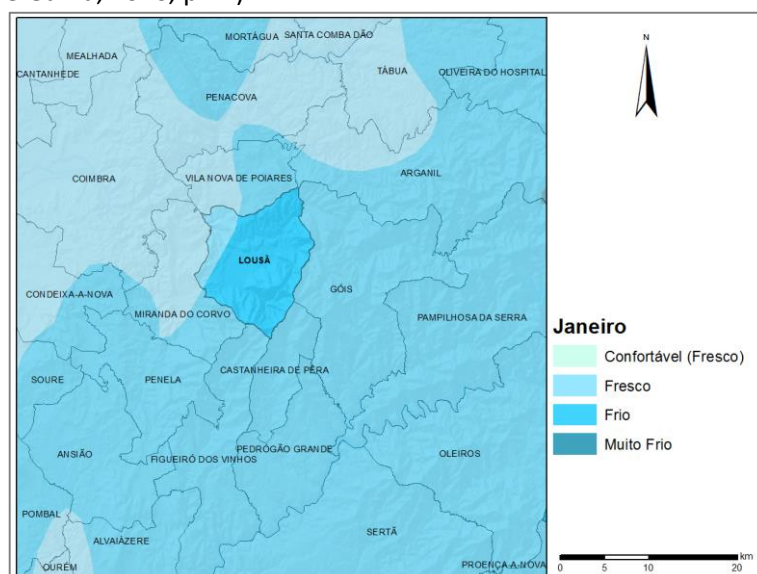 MORTÁGUA
SANTA COMBA DÃO
MEALHADA
CANTANHEDE
TÁBUA
OLIVEIRA DO HOSPITAL
PENACOVA
COIMBRA
VILA NOVA DE POIARES
ARGANIL
LOUSÃ
CONDEIXA-A-NOVA
GÓIS
MIRANDA DO CORVO
PAMPILHOSA DA SERRA
SOURE
PENELA
CASTANHEIRA DE PÊRA
ANSIÃO
FIGUEIRÓ DOS VINHOS
PEDRÓGÃO GRANDE
OLEIROS
POMBAL
ALVAIÁZERE
SERTÃ
OURÉM
PROENÇA-A-NOVA
N
Janeiro
Confortável (Fresco)
Fresco
Frio
Muito Frio
km
0 5 10 20